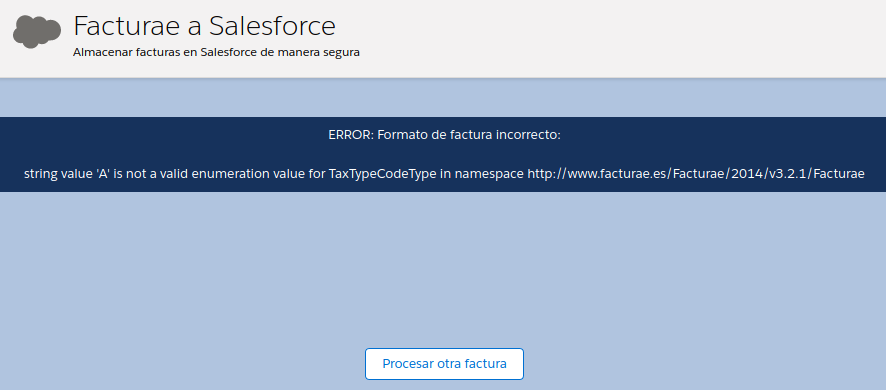 Facturae a Salesforce
Almacenar facturas en Salesforce de manera segura
ERROR: Formato de factura incorrecto:
string value 'A' is not a valid enumeration value for TaxTypeCodeType in namespace http://www.facturae.es/Facturae/2014/v3.2.1/Facturae
Procesar otra factura